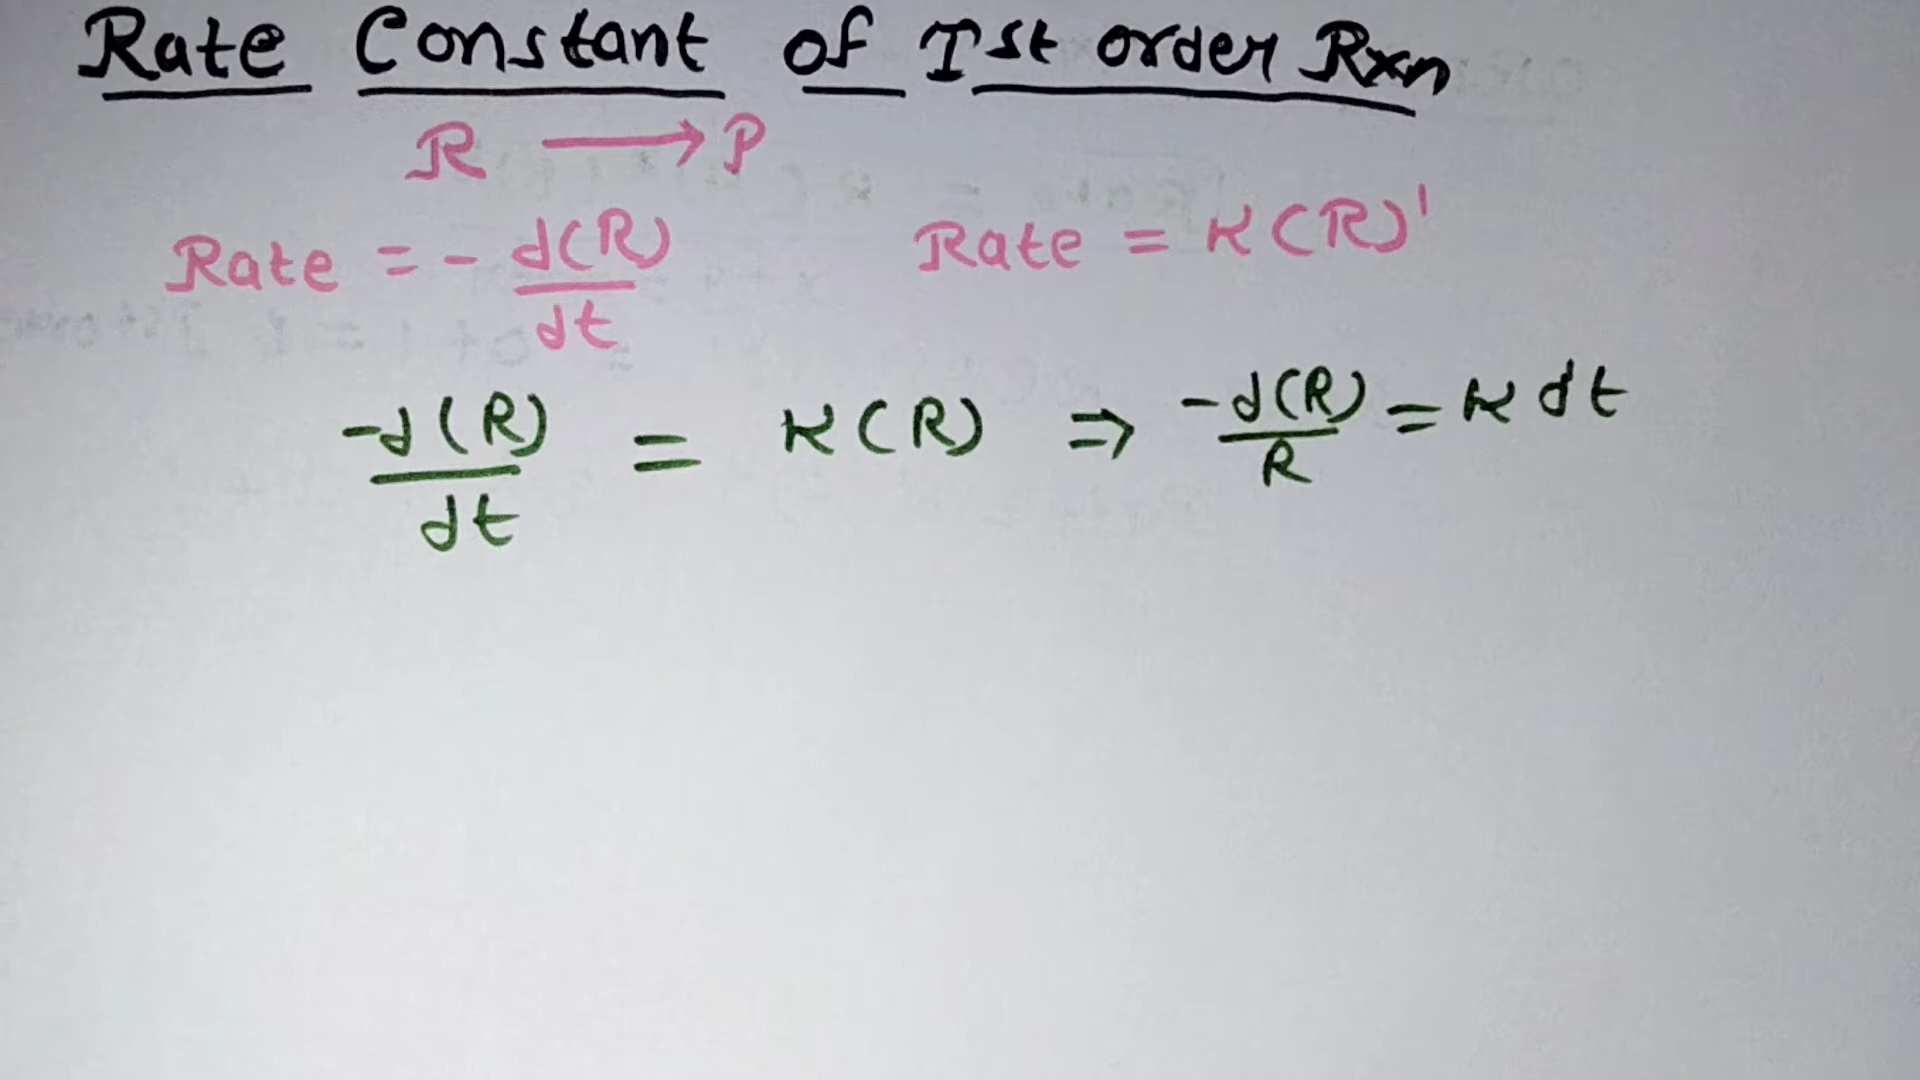 Rate Constant of Ist order Rxn
R → P
Rate = - d(R)/dt Rate = K(R)¹
-d(R)/dt = K(R) ⇒ -d(R)/R = K dt